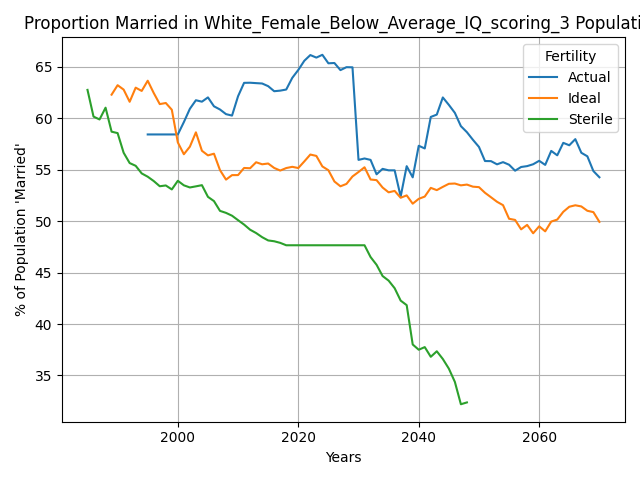 Proportion Married in White_Female_Below_Average_IQ_scoring_3 Populati
% of Population 'Married'
65
60
55
50
45
40
35
Fertility
Actual
Ideal
Sterile
2000 2020 2040 2060
Years